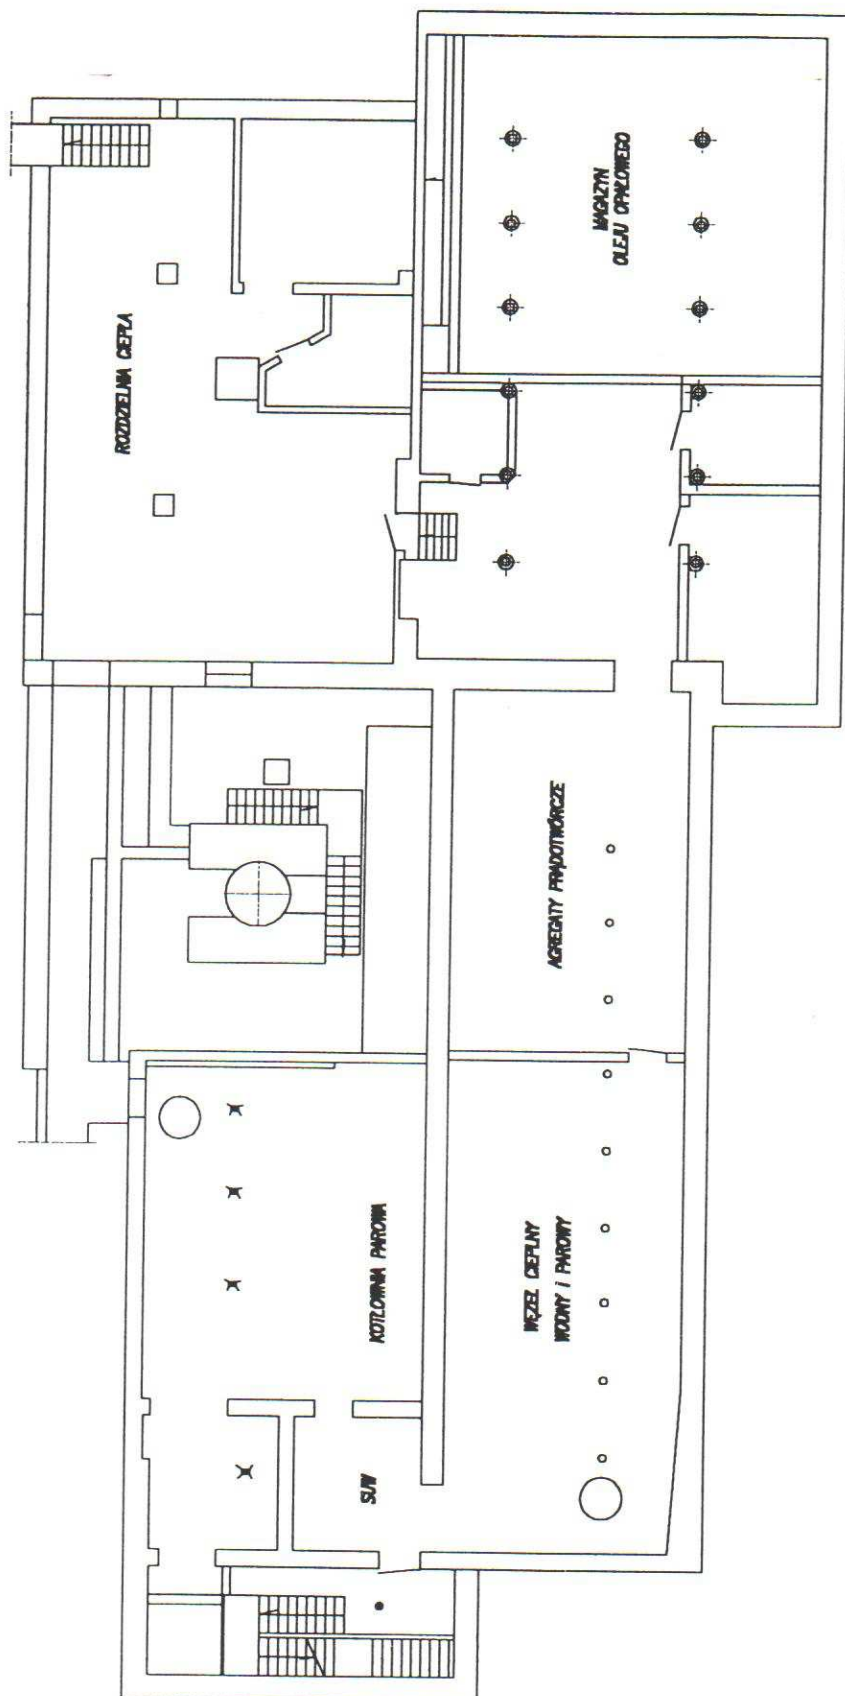 MAGAZYN
OLEJU OPAŁOWEGO
ROZDZIELNIA CIEPŁA
AGREGATY PRĄDOTWÓRCZE
KOTŁOWNIA PAROWA
WĘZEŁ CIEPLNY
WODNY i PAROWY
SUW